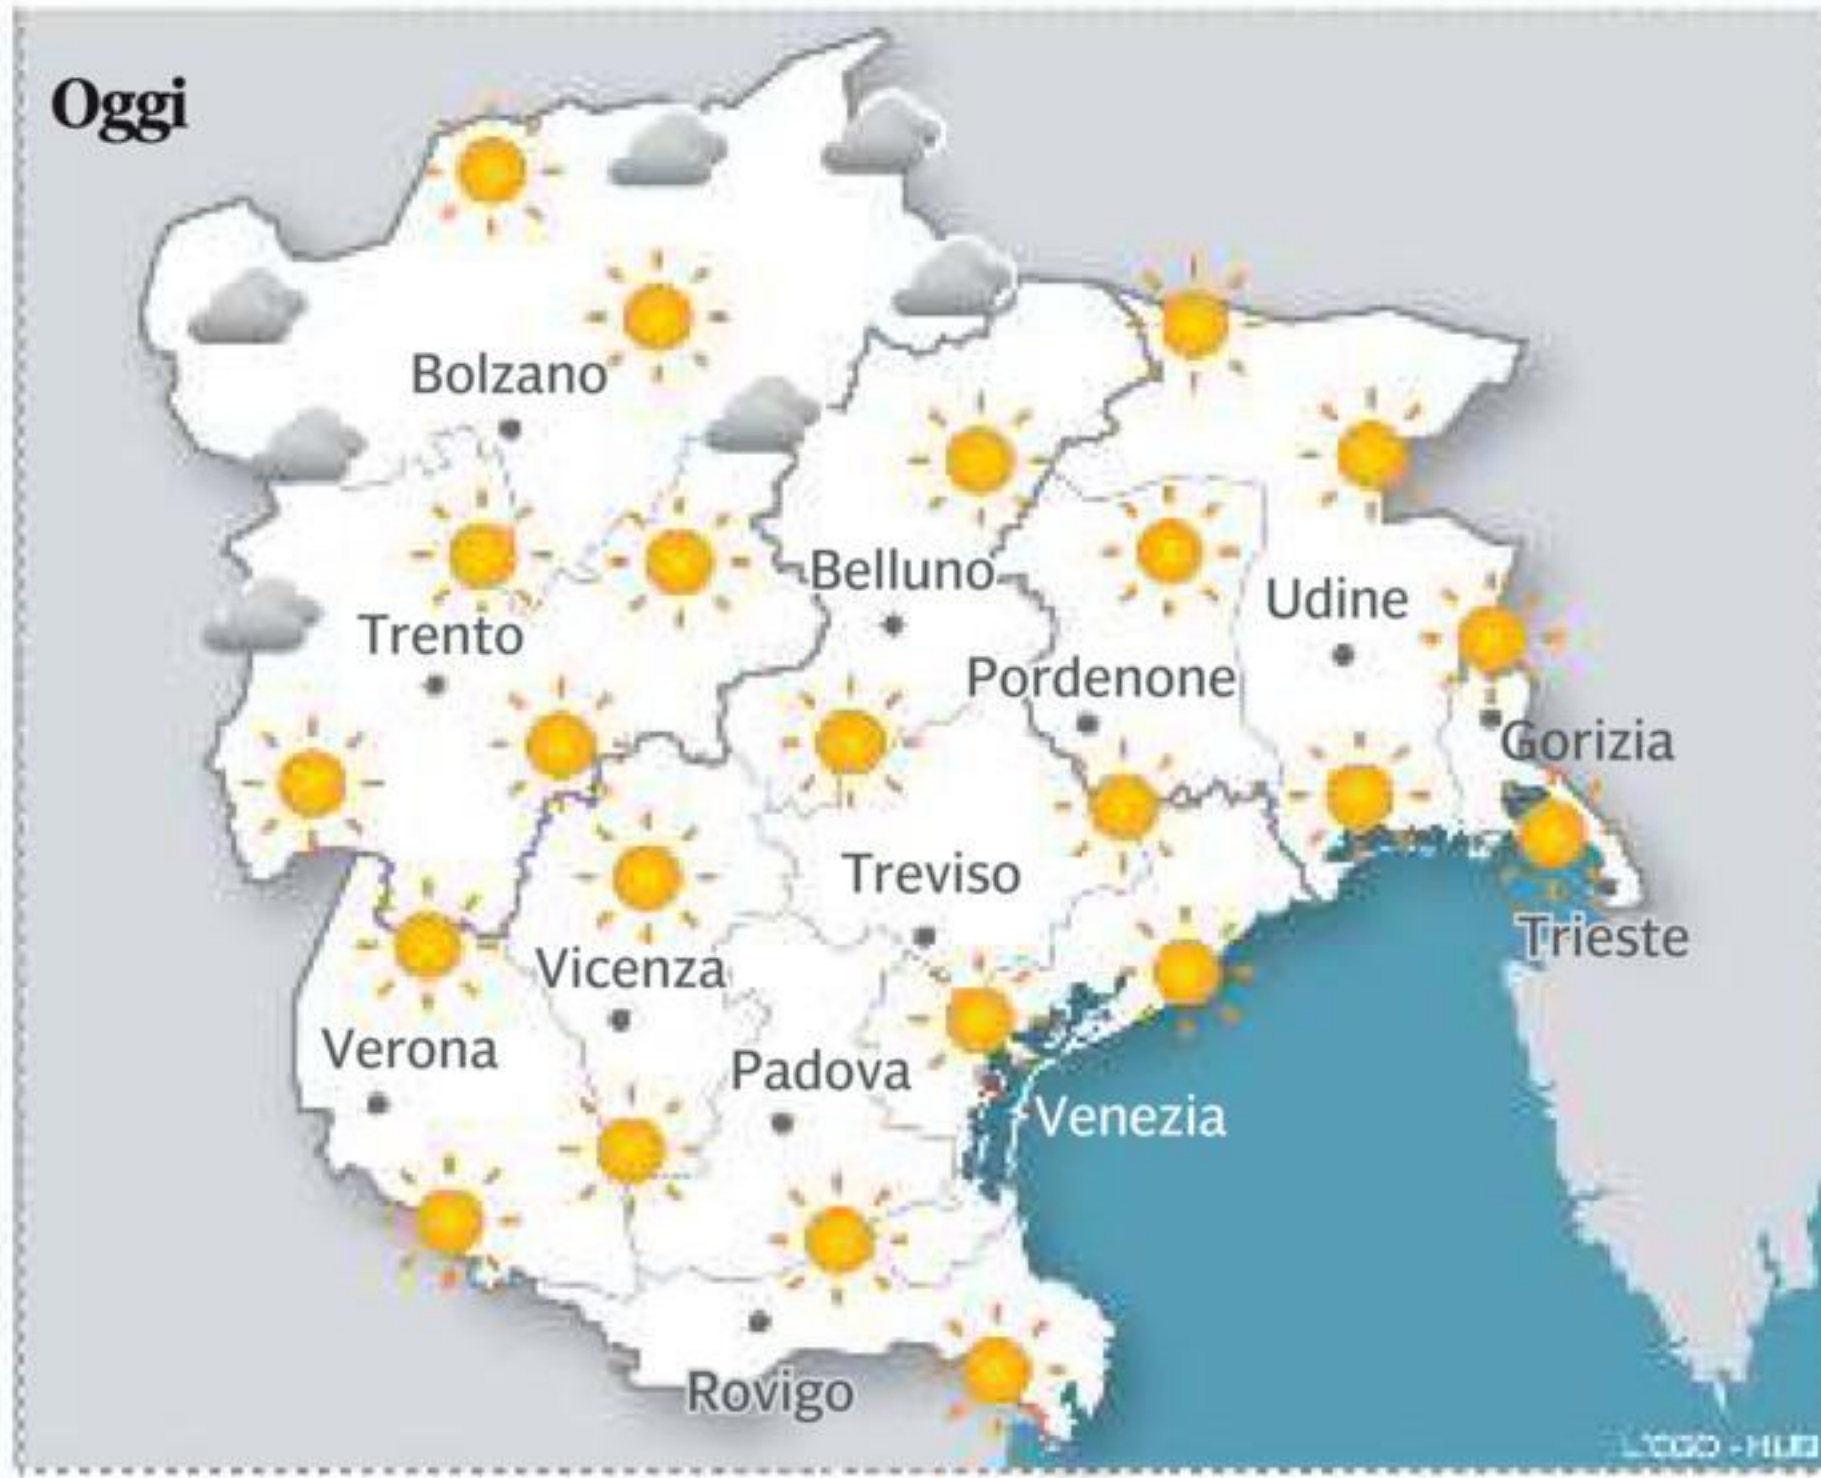 Oggi
Bolzano
Belluno
Udine
Trento
Pordenone
Gorizia
Treviso
Trieste
Vicenza
Verona
Padova
Venezia
Rovigo